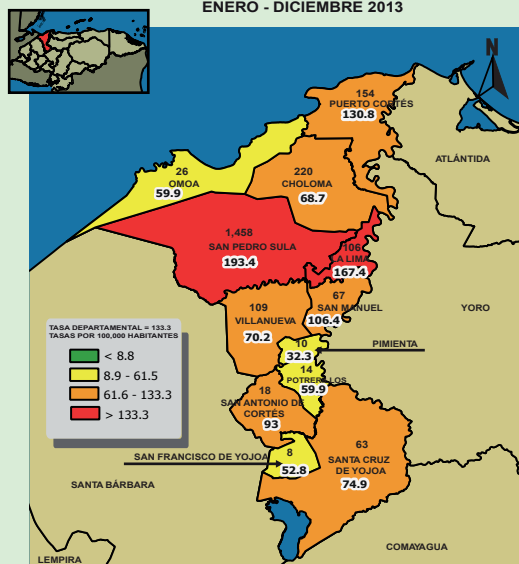 ENERO - DICIEMBRE 2013
N
154
PUERTO CORTÉS
130.8
ATLÁNTIDA
26
OMOA
59.9
220
CHOLOMA
68.7
1,458
SAN PEDRO SULA
193.4
106
LA LIMA
167.4
67
SAN MANUEL
106.4
YORO
109
VILLANUEVA
70.2
TASA DEPARTAMENTAL = 133.3
TASAS POR 100,000 HABITANTES
< 8.8
8.9 - 61.5
61.6 - 133.3
> 133.3
10
32.3
PIMIENTA
14
POTRERILLOS
59.9
18
SAN ANTONIO DE
CORTÉS
93
SAN FRANCISCO DE YOJOA
8
52.8
63
SANTA CRUZ
DE YOJOA
74.9
SANTA BÁRBARA
COMAYAGUA
LEMPIRA